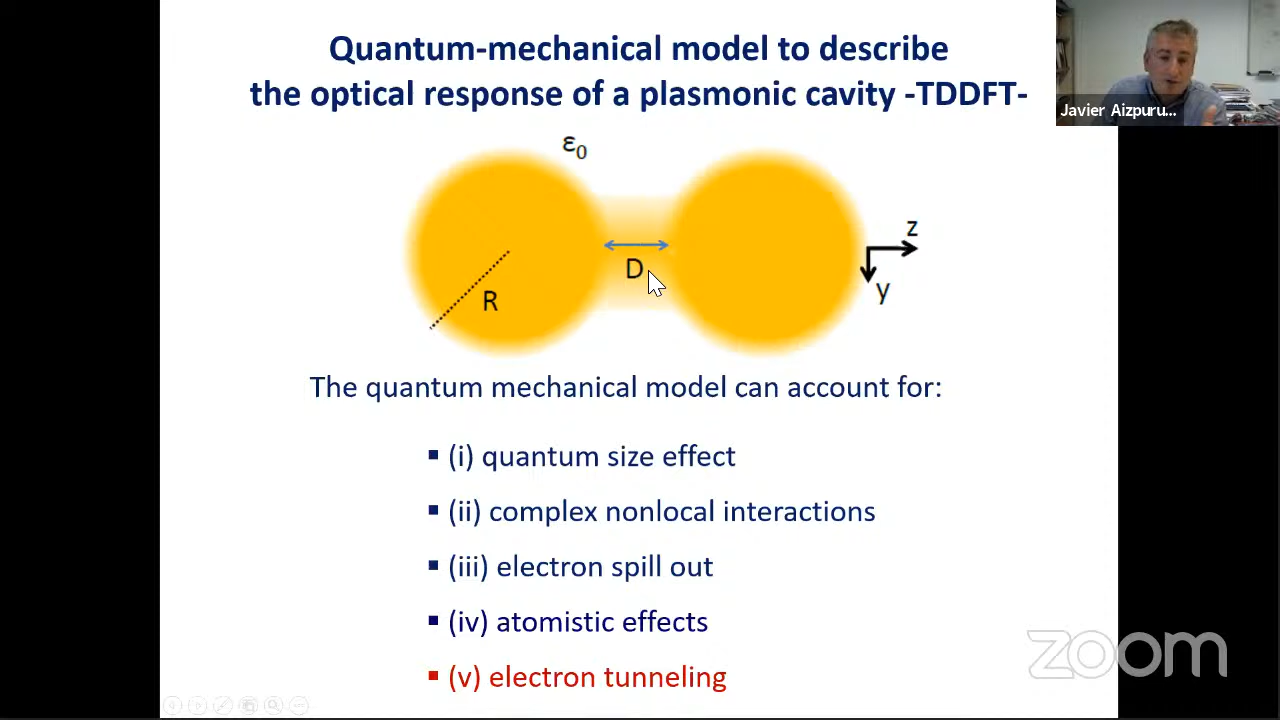 Quantum-mechanical model to describe
the optical response of a plasmonic cavity -TDDFT-
Javier Aizpuru...
ε0
z
D
y
R
The quantum mechanical model can account for:
▪ (i) quantum size effect
▪ (ii) complex nonlocal interactions
▪ (iii) electron spill out
▪ (iv) atomistic effects
▪ (v) electron tunneling
zoom